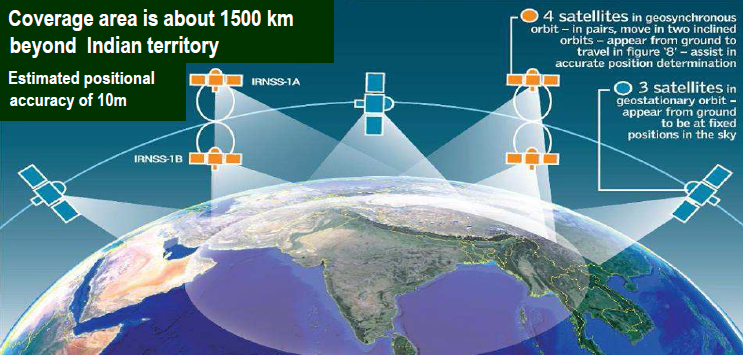 Coverage area is about 1500 km
beyond Indian territory
Estimated positional
accuracy of 10m
IRNSS-1A
IRNSS-1B
4 satellites in geosynchronous
orbit – in pairs, move in two inclined
orbits – appear from ground to
travel in figure ‘8’ – assist in
accurate position determination
3 satellites in
geostationary orbit –
appear from ground
to be at fixed
positions in the sky